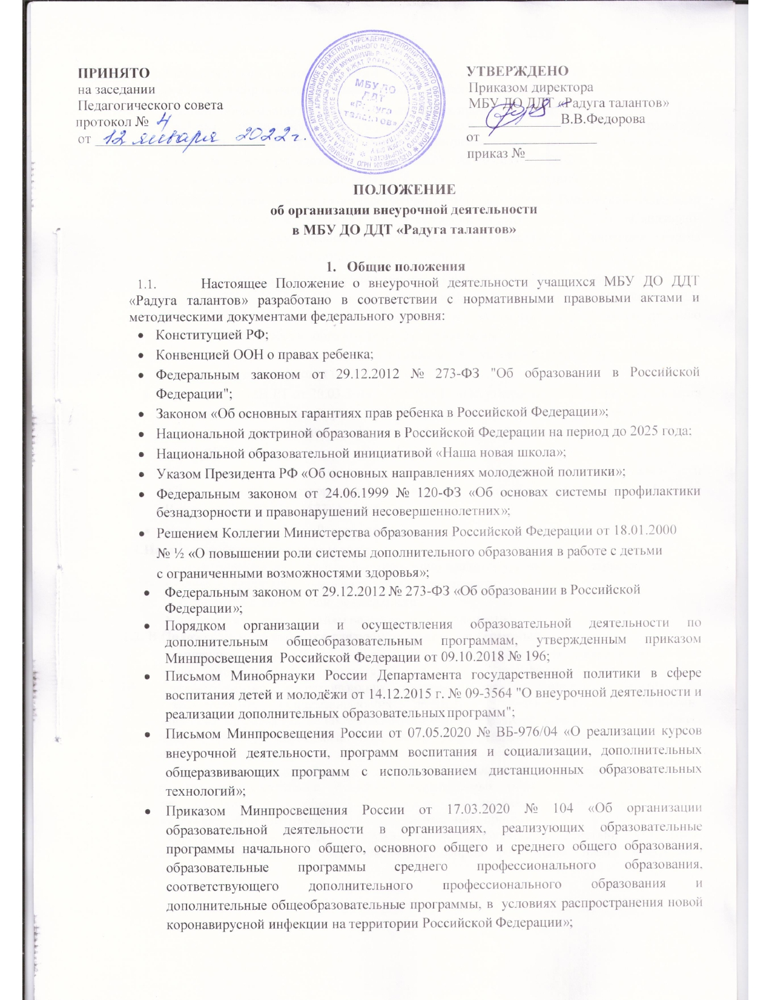 ПРИНЯТО
на заседании
Педагогического совета
протокол № 4
от 12 января 2022 г.
МБУ ДО
ДДТ
«Радуга
талантов»
УТВЕРЖДЕНО
Приказом директора
МБУ ДО ДДТ «Радуга талантов»
____________В.В.Федорова
от _______________
приказ №_____
ПОЛОЖЕНИЕ
об организации внеурочной деятельности
в МБУ ДО ДДТ «Радуга талантов»
1. Общие положения
1.1. Настоящее Положение о внеурочной деятельности учащихся МБУ ДО ДДТ
«Радуга талантов» разработано в соответствии с нормативными правовыми актами и
методическими документами федерального уровня:
• Конституцией РФ;
• Конвенцией ООН о правах ребенка;
• Федеральным законом от 29.12.2012 № 273-ФЗ "Об образовании в Российской
Федерации";
• Законом «Об основных гарантиях прав ребенка в Российской Федерации»;
• Национальной доктриной образования в Российской Федерации на период до 2025 года;
• Национальной образовательной инициативой «Наша новая школа»;
• Указом Президента РФ «Об основных направлениях молодежной политики»;
• Федеральным законом от 24.06.1999 № 120-ФЗ «Об основах системы профилактики
безнадзорности и правонарушений несовершеннолетних»;
• Решением Коллегии Министерства образования Российской Федерации от 18.01.2000
№ ½ «О повышении роли системы дополнительного образования в работе с детьми
с ограниченными возможностями здоровья»;
• Федеральным законом от 29.12.2012 № 273-ФЗ «Об образовании в Российской
Федерации»;
• Порядком организации и осуществления образовательной деятельности по
дополнительным общеобразовательным программам, утвержденным приказом
Минпросвещения Российской Федерации от 09.10.2018 № 196;
• Письмом Минобрнауки России Департамента государственной политики в сфере
воспитания детей и молодёжи от 14.12.2015 г. № 09-3564 "О внеурочной деятельности и
реализации дополнительных образовательных программ";
• Письмом Минпросвещения России от 07.05.2020 № ВБ-976/04 «О реализации курсов
внеурочной деятельности, программ воспитания и социализации, дополнительных
общеразвивающих программ с использованием дистанционных образовательных
технологий»;
• Приказом Минпросвещения России от 17.03.2020 № 104 «Об организации
образовательной деятельности в организациях, реализующих образовательные
программы начального общего, основного общего и среднего общего образования,
образовательные программы среднего профессионального образования,
соответствующего дополнительного профессионального образования и
дополнительные общеобразовательные программы, в условиях распространения новой
коронавирусной инфекции на территории Российской Федерации»;